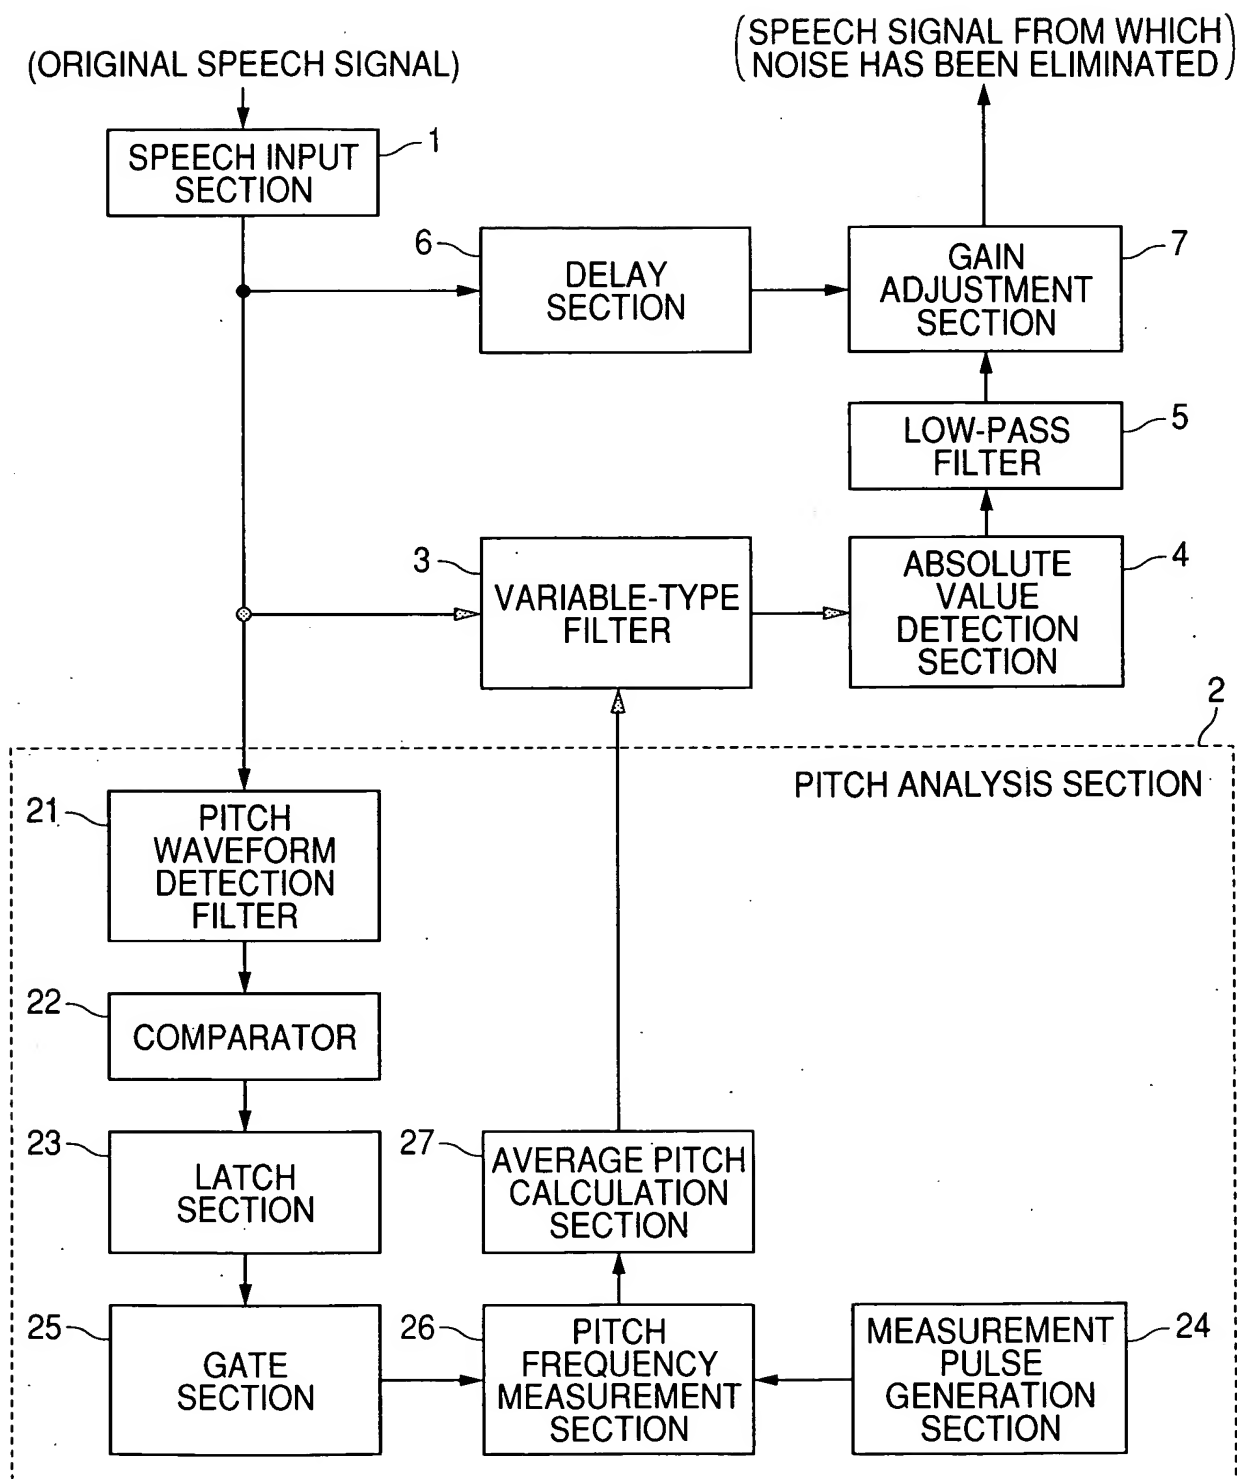 (ORIGINAL SPEECH SIGNAL)
(SPEECH SIGNAL FROM WHICH
NOISE HAS BEEN ELIMINATED)
1
SPEECH INPUT
SECTION
6
DELAY
SECTION
7
GAIN
ADJUSTMENT
SECTION
5
LOW-PASS
FILTER
3
VARIABLE-TYPE
FILTER
4
ABSOLUTE
VALUE
DETECTION
SECTION
2
PITCH ANALYSIS SECTION
21
PITCH
WAVEFORM
DETECTION
FILTER
22
COMPARATOR
23
LATCH
SECTION
27
AVERAGE PITCH
CALCULATION
SECTION
25
GATE
SECTION
26
PITCH
FREQUENCY
MEASUREMENT
SECTION
24
MEASUREMENT
PULSE
GENERATION
SECTION